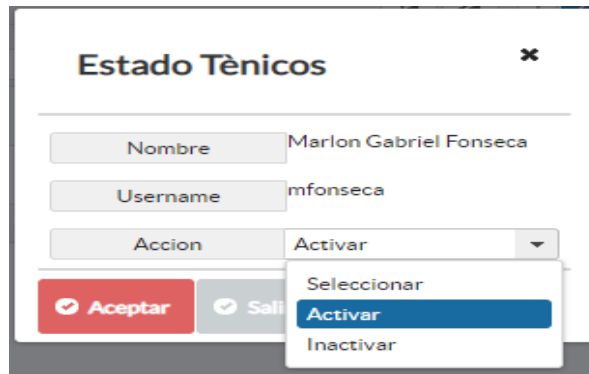 Estado Tènicos
Nombre Marlon Gabriel Fonseca
Username mfonseca
Accion Activar
Seleccionar
Aceptar
Activar
Inactivar